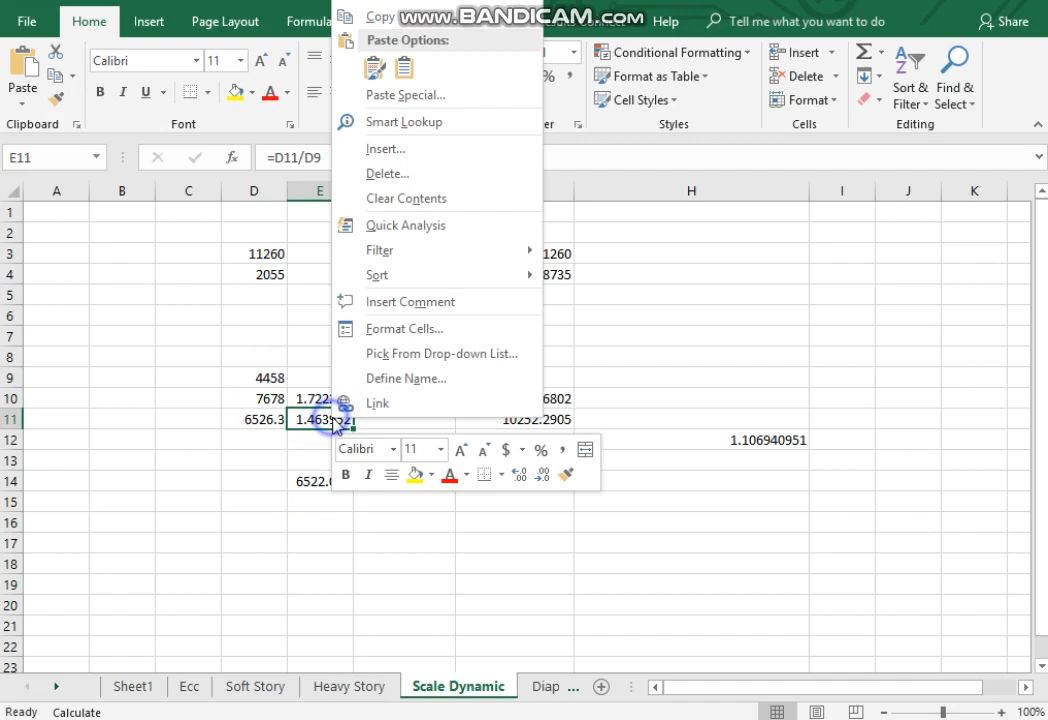 File Home Insert Page Layout Formula Help Tell me what you want to do Share
www.BANDICAM.com
Paste
Clipboard
Calibri 11
B I U A
Font
% ,
Conditional Formatting
Format as Table
Cell Styles
Styles
Insert
Delete
Format
Cells
Sort & Filter
Find & Select
Editing
E11 fx =D11/D9
A B C D E H I J K
1
2
3 11260 1260
4 2055 8735
5
6
7
8
9 4458
10 7678 1.722 6802
11 6526.3 10252.2905
12 1.106940951
13
14
15
16
17
18
19
20
21
22
23
Copy
Paste Options:
Paste Special...
Smart Lookup
Insert...
Delete...
Clear Contents
Quick Analysis
Filter
Sort
Insert Comment
Format Cells...
Pick From Drop-down List...
Define Name...
Link
Calibri 11 A A $ % ,
B I A
Sheet1 Ecc Soft Story Heavy Story Scale Dynamic Diap ...
Ready Calculate 100%